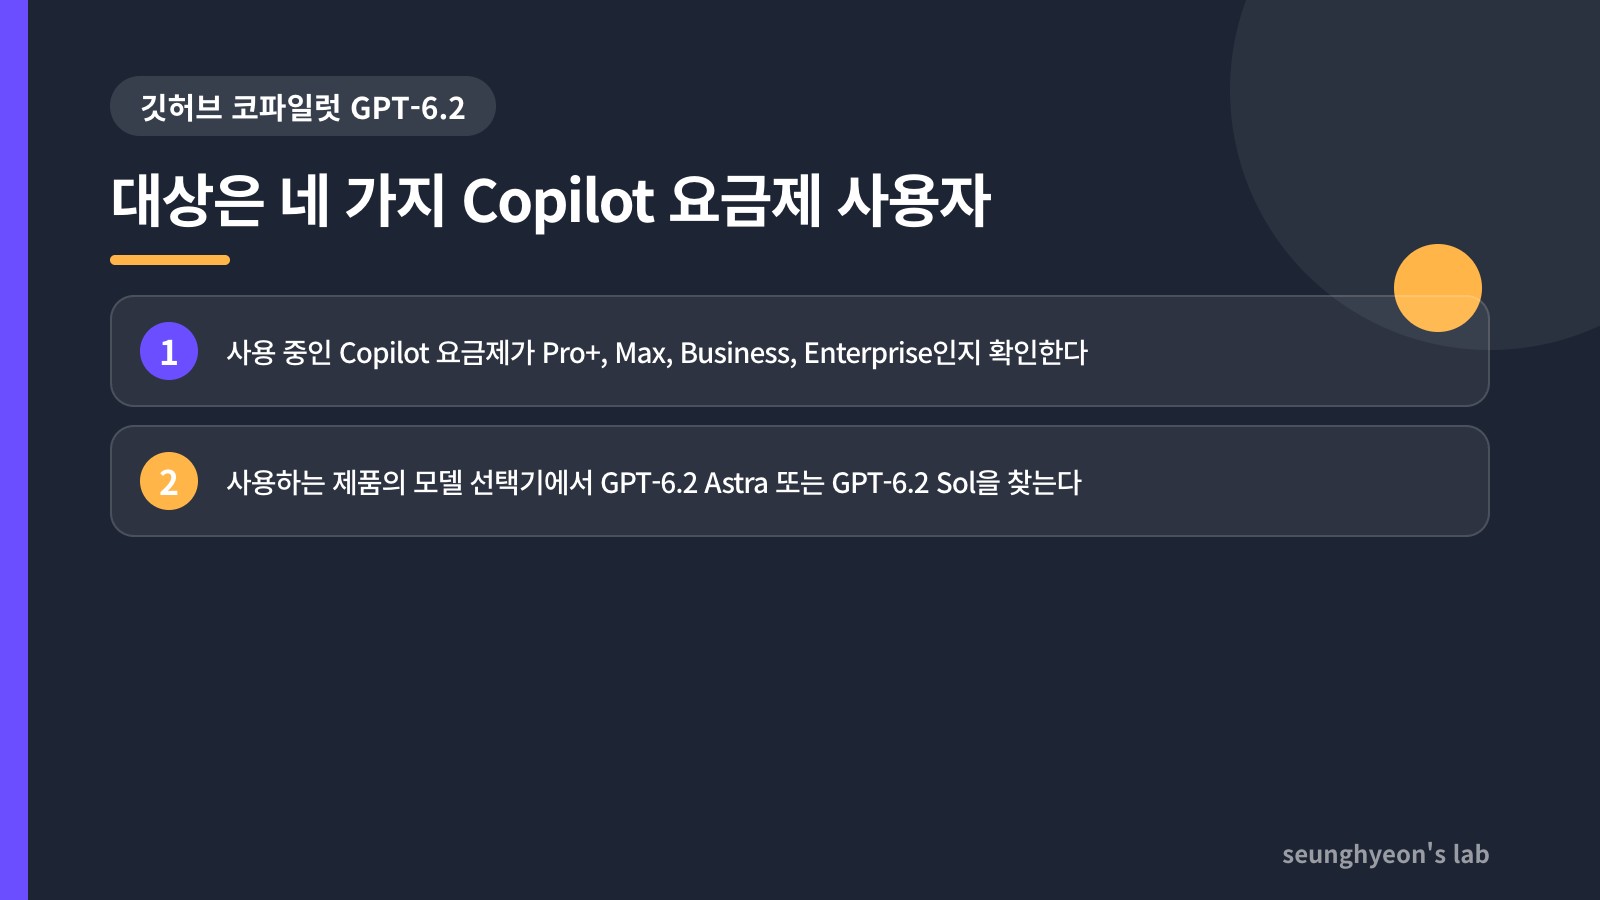 깃허브 코파일럿 GPT-6.2
대상은 네 가지 Copilot 요금제 사용자
1 사용 중인 Copilot 요금제가 Pro+, Max, Business, Enterprise인지 확인한다
2 사용하는 제품의 모델 선택기에서 GPT-6.2 Astra 또는 GPT-6.2 Sol을 찾는다
seunghyeon's lab